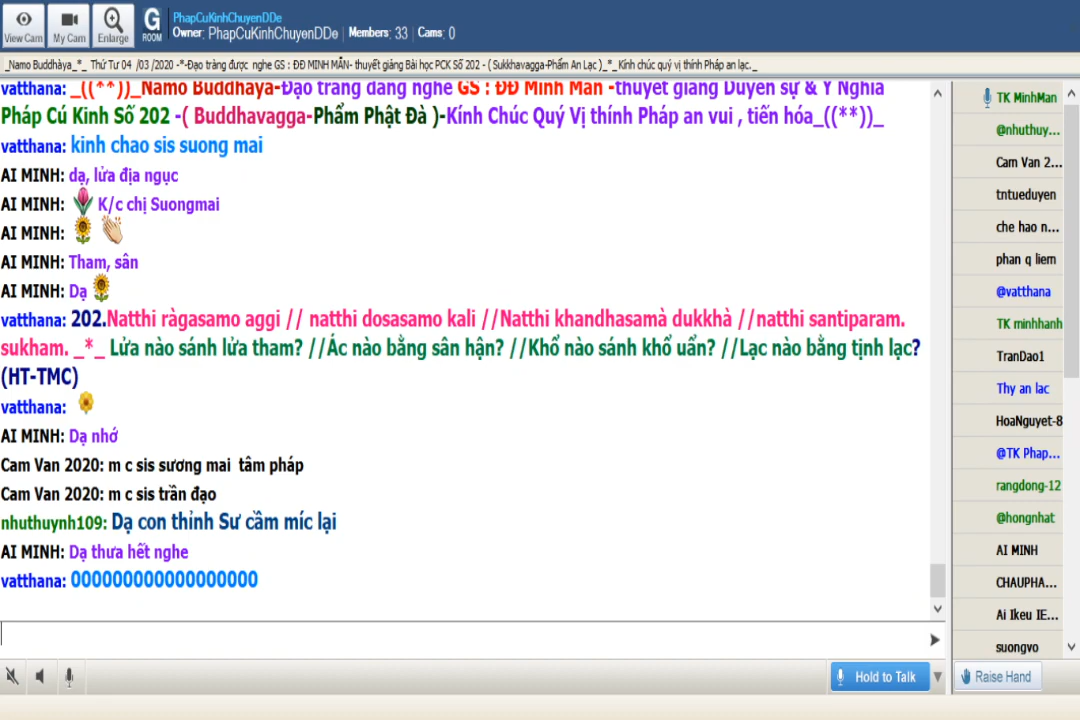 View Cam
My Cam
Enlarge
G
ROOM
PhapCuKinhChuyenDDe
Owner: PhapCuKinhChuyenDDe | Members: 33 | Cams: 0
_Namo Buddhàya_*_ Thứ Tư 04 /03 /2020 -*-Đạo tràng được nghe GS : ĐĐ MINH MẪN- thuyết giảng Bài học PCK Số 202 - ( Sukkhavagga-Phẩm An Lạc )_*_ Kính chúc quý vị thính Pháp an lạc._
vatthana: _((**))_Namo Buddhàya-Đạo tràng đang nghe GS : ĐĐ Minh Mẫn -thuyết giảng Duyên sự & Ý Nghĩa
Pháp Cú Kinh Số 202 -( Buddhavagga-Phẩm Phật Đà )-Kính Chúc Quý Vị thính Pháp an vui , tiến hóa_((**))_
vatthana: kinh chao sis suong mai
AI MINH: dạ, lửa địa ngục
AI MINH: K/c chị Suongmai
AI MINH:
AI MINH: Tham, sân
AI MINH: Dạ
vatthana: 202.Natthi ràgasamo aggi // natthi dosasamo kali //Natthi khandhasamà dukkhà //natthi santiparam.
sukham. _*_ Lửa nào sánh lửa tham? //Ác nào bằng sân hận? //Khổ nào sánh khổ uẩn? //Lạc nào bằng tịnh lạc?
(HT-TMC)
vatthana:
AI MINH: Dạ nhớ
Cam Van 2020: m c sis sương mai tâm pháp
Cam Van 2020: m c sis trần đạo
nhuthuynh109: Dạ con thỉnh Sư cầm míc lại
AI MINH: Dạ thưa hết nghe
vatthana: 000000000000000000
TK MinhMan
@nhuthuy...
Cam Van 2...
tntueduyen
che hao n...
phan q liem
@vatthana
TK minhhanh
TranDao1
Thy an lac
HoaNguyet-8
@TK Phap...
rangdong-12
@hongnhat
AI MINH
CHAUPHA...
Ai Ikeu IE...
suongvo
Hold to Talk
Raise Hand